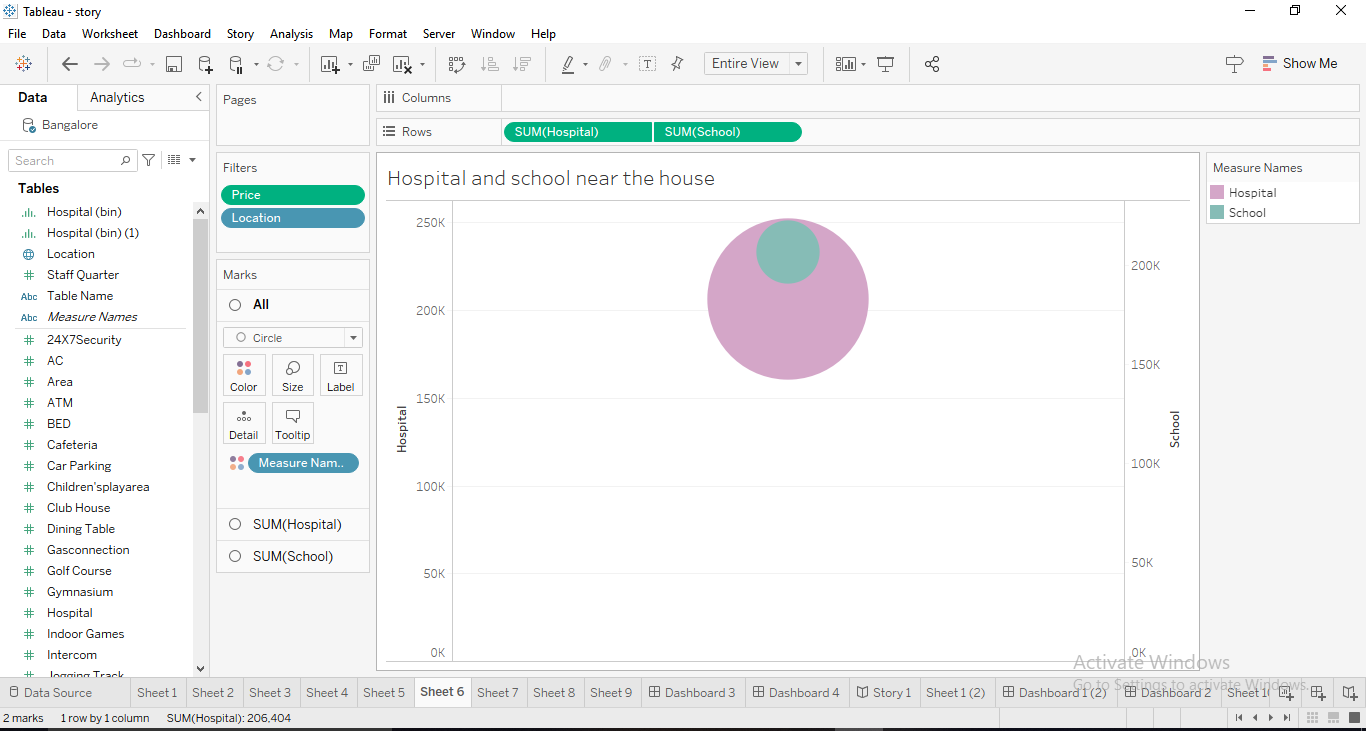 Tableau - story
File Data Worksheet Dashboard Story Analysis Map Format Server Window Help
Entire View
Show Me
Data Analytics
Bangalore
Search
Tables
Hospital (bin)
Hospital (bin) (1)
Location
Staff Quarter
Abc Table Name
Abc Measure Names
24X7Security
AC
Area
ATM
BED
Cafeteria
Car Parking
Children'splayarea
Club House
Dining Table
Gasconnection
Golf Course
Gymnasium
Hospital
Indoor Games
Intercom
Jogging Track
Pages
Filters
Price
Location
Marks
All
Circle
Color Size Label
Detail Tooltip
Measure Nam..
SUM(Hospital)
SUM(School)
Columns
Rows SUM(Hospital) SUM(School)
Hospital and school near the house
250K
200K
150K
100K
50K
0K
Hospital
200K
150K
100K
50K
0K
School
Measure Names
Hospital
School
Activate Windows
Go to Settings to activate Windows.
Data Source Sheet 1 Sheet 2 Sheet 3 Sheet 4 Sheet 5 Sheet 6 Sheet 7 Sheet 8 Sheet 9 Dashboard 3 Dashboard 4 Story 1 Sheet 1 (2) Dashboard 1 (2) Dashboard 2
2 marks 1 row by 1 column SUM(Hospital): 206,404